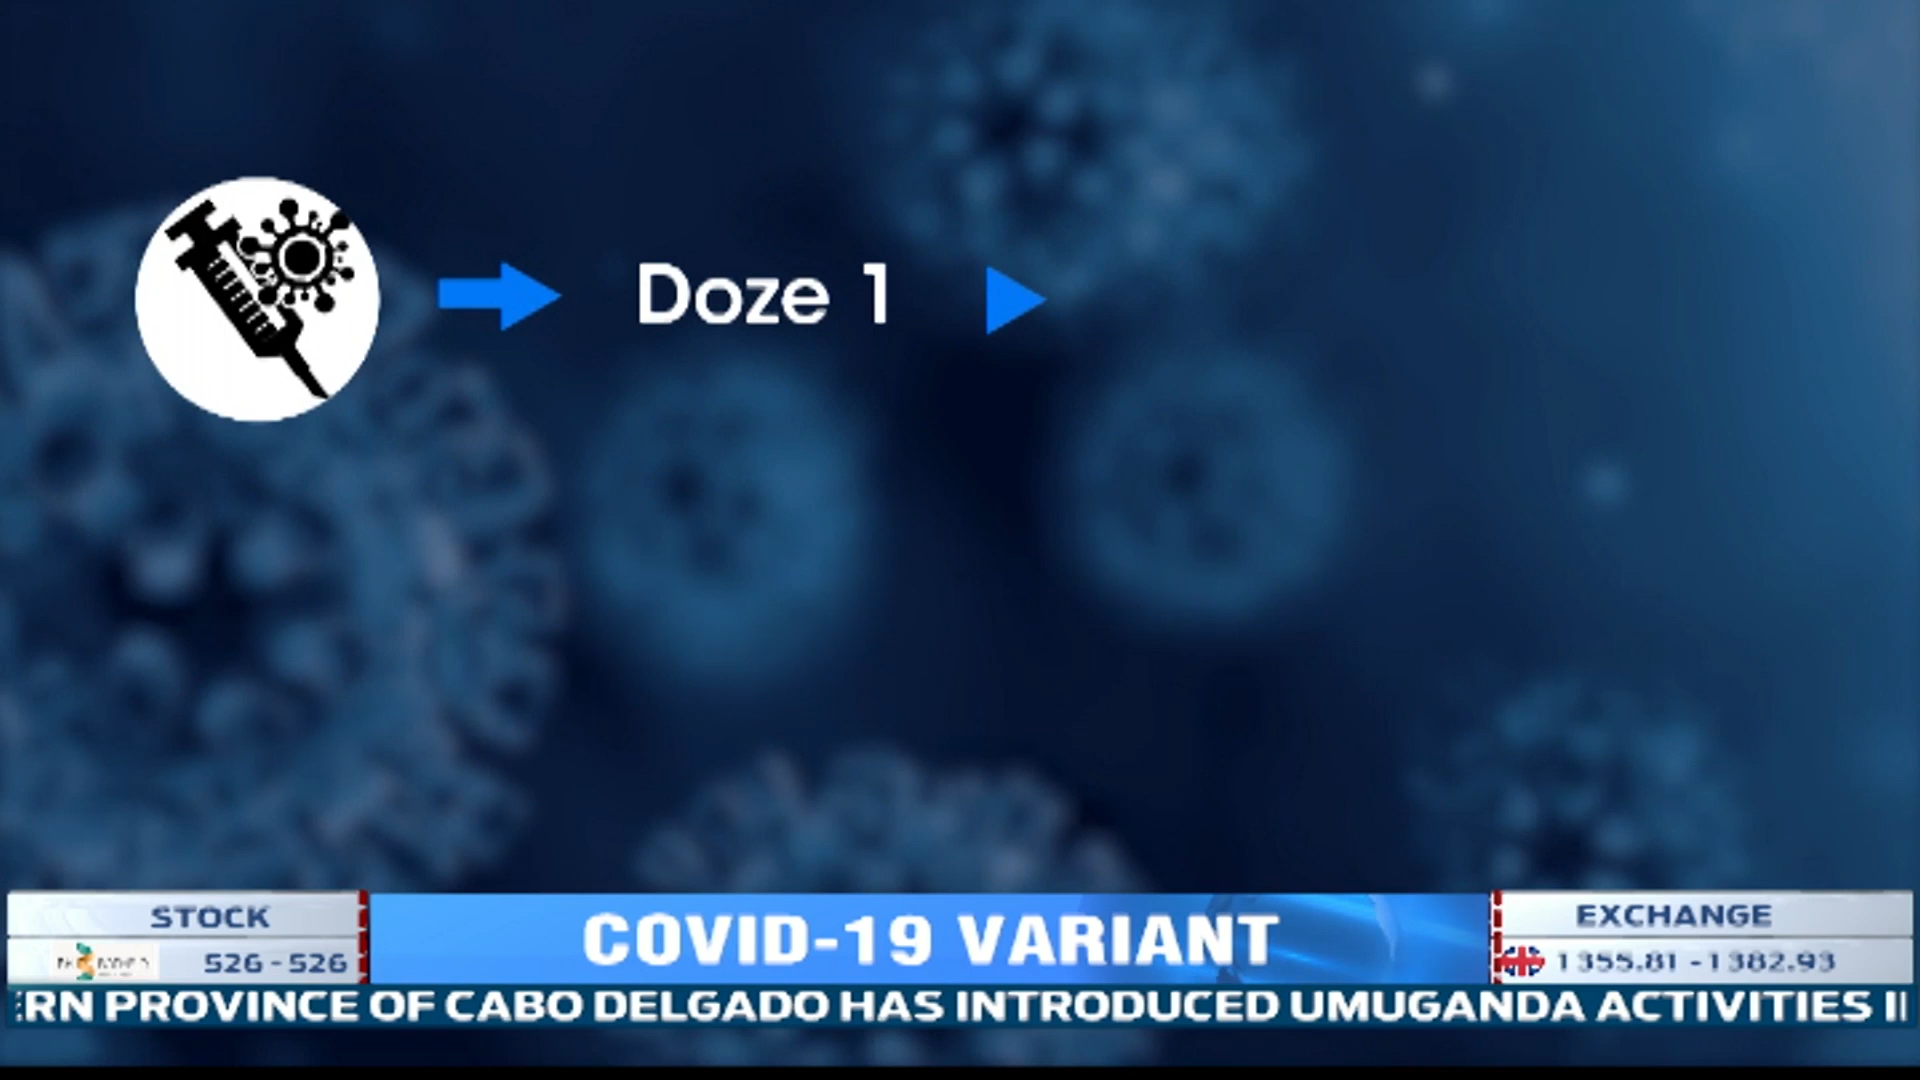 Doze 1
STOCK
526 - 526
COVID-19 VARIANT
EXCHANGE
1355.81 - 1382.93
RN PROVINCE OF CABO DELGADO HAS INTRODUCED UMUGANDA ACTIVITIES